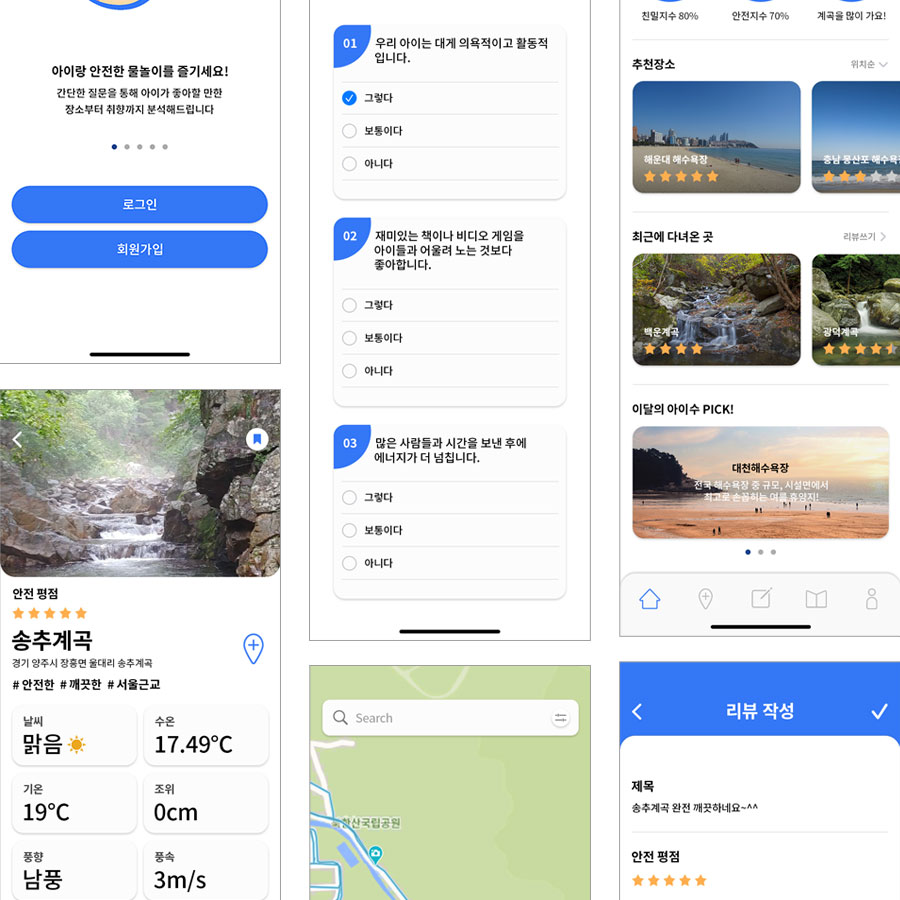 아이랑 안전한 물놀이를 즐기세요!
간단한 질문을 통해 아이가 좋아할 만한
장소부터 취향까지 분석해드립니다
로그인
회원가입
안전 평점
송추계곡
경기 양주시 장흥면 울대리 송추계곡
# 안전한 # 깨끗한 # 서울근교
날씨
맑음
수온
17.49°C
기온
19°C
조위
0cm
풍향
남풍
풍속
3m/s
01
우리 아이는 대게 의욕적이고 활동적
입니다.
그렇다
보통이다
아니다
02
재미있는 책이나 비디오 게임을
아이들과 어울려 노는 것보다
좋아합니다.
그렇다
보통이다
아니다
03
많은 사람들과 시간을 보낸 후에
에너지가 더 넘칩니다.
그렇다
보통이다
아니다
Search
북한산국립공원
친밀지수 80%
안전지수 70%
계곡을 많이 가요!
추천장소
위치순
해운대 해수욕장
충남 몽산포 해수욕
최근에 다녀온 곳
리뷰쓰기
백운계곡
광덕계곡
이달의 아이수 PICK!
대천해수욕장
전국 해수욕장 중 규모, 시설면에서
최고로 손꼽히는 여름 휴양지!
리뷰 작성
제목
송추계곡 완전 깨끗하네요~^^
안전 평점